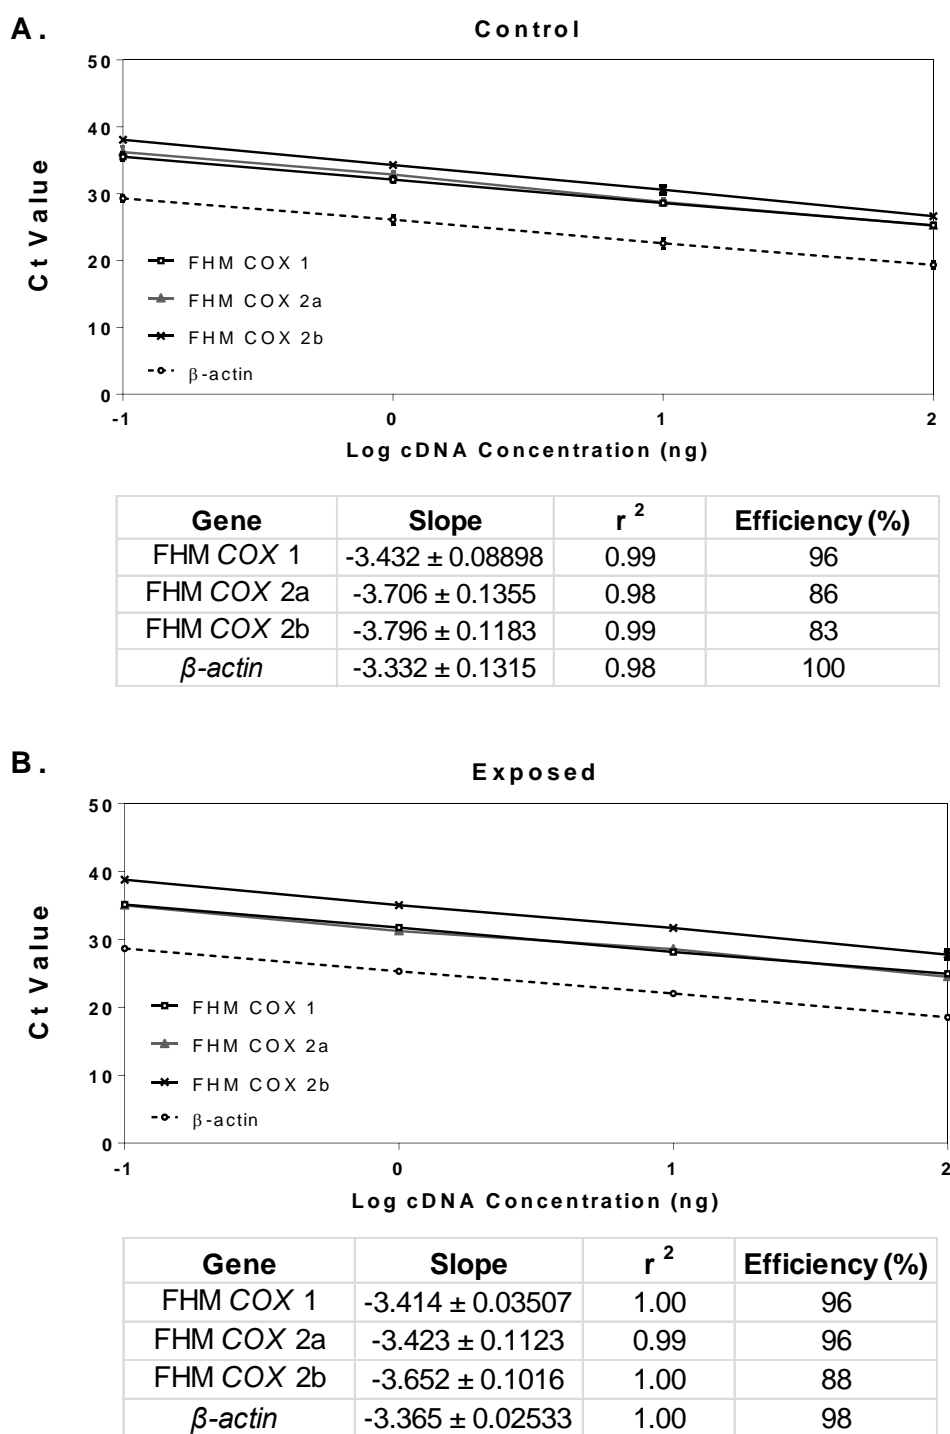 A.
Control
50
40
30
20
10
0
Ct Value
FHM COX 1
FHM COX 2a
FHM COX 2b
β-actin
-1 0 1 2
Log cDNA Concentration (ng)
Gene Slope r 2 Efficiency (%)
FHM COX 1 -3.432 ± 0.08898 0.99 96
FHM COX 2a -3.706 ± 0.1355 0.98 86
FHM COX 2b -3.796 ± 0.1183 0.99 83
β-actin -3.332 ± 0.1315 0.98 100
B.
Exposed
50
40
30
20
10
0
Ct Value
FHM COX 1
FHM COX 2a
FHM COX 2b
β-actin
-1 0 1 2
Log cDNA Concentration (ng)
Gene Slope r 2 Efficiency (%)
FHM COX 1 -3.414 ± 0.03507 1.00 96
FHM COX 2a -3.423 ± 0.1123 0.99 96
FHM COX 2b -3.652 ± 0.1016 1.00 88
β-actin -3.365 ± 0.02533 1.00 98